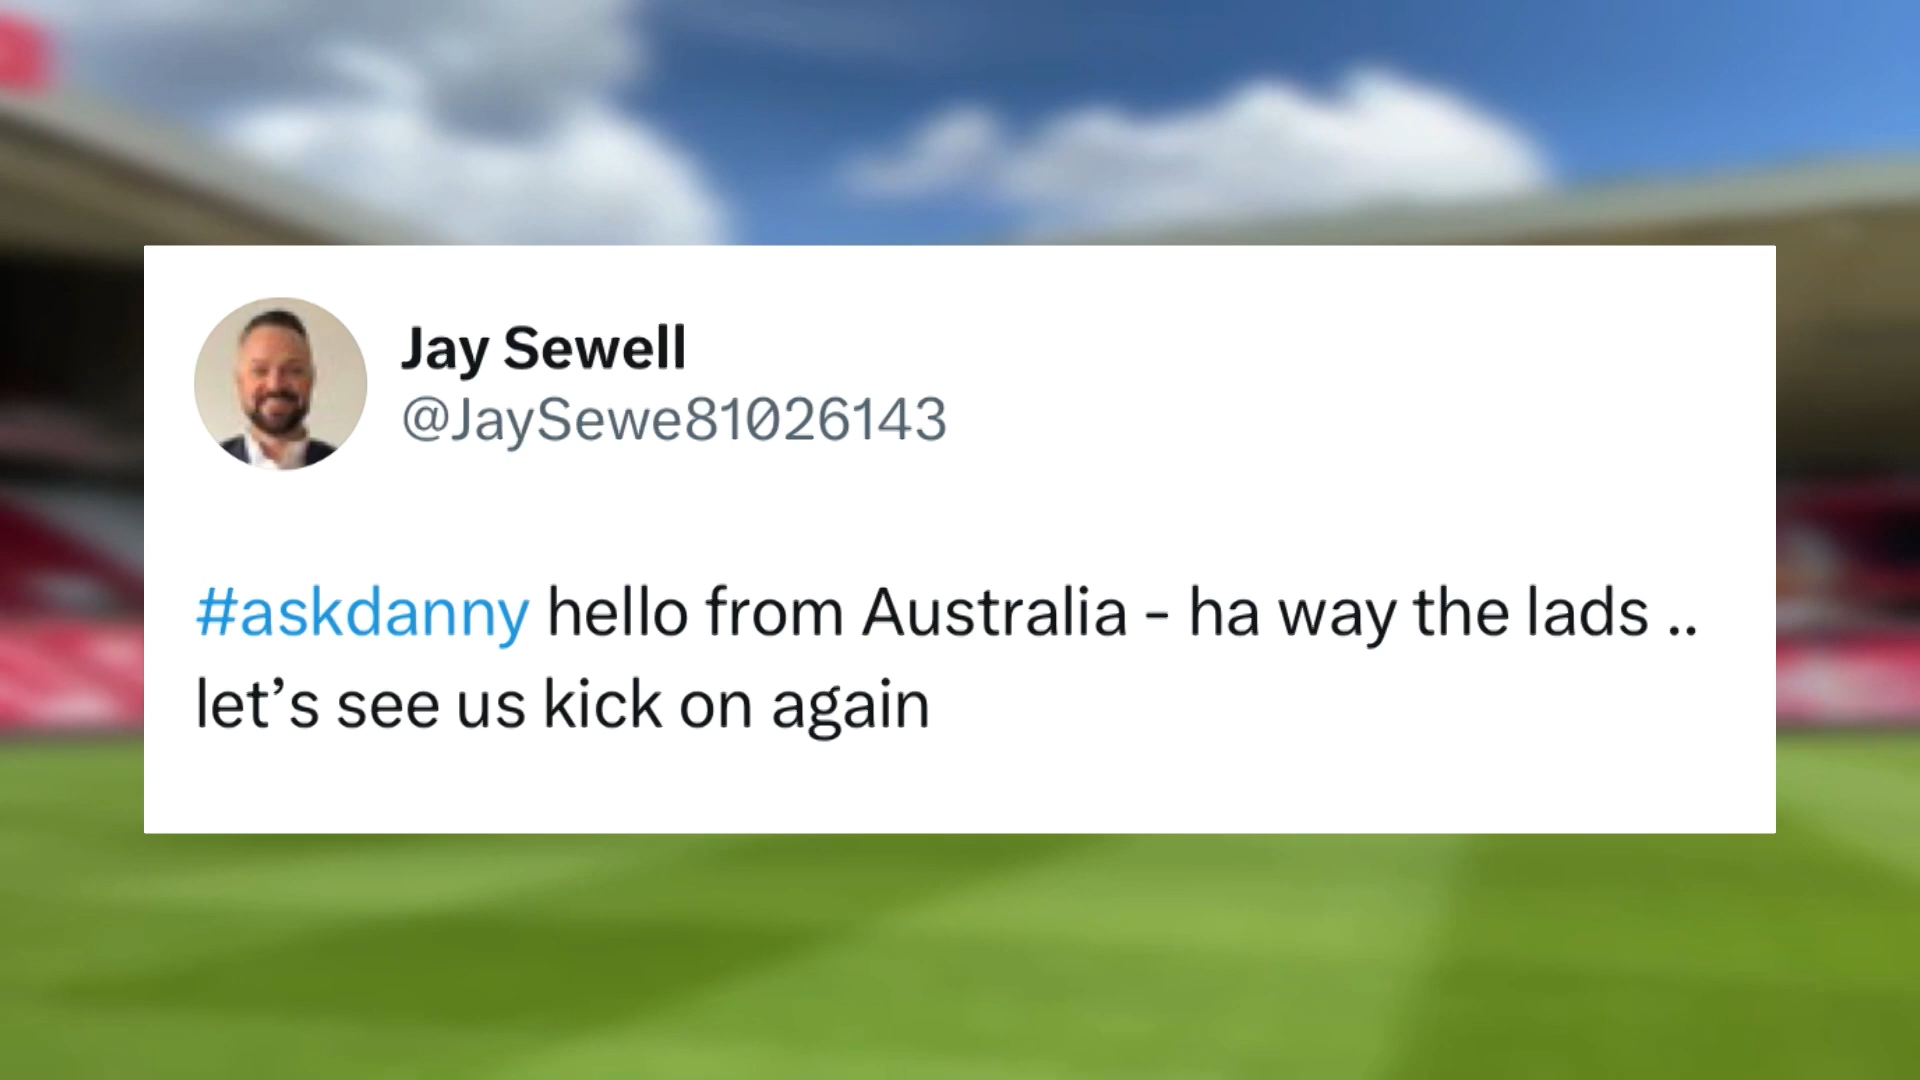 Jay Sewell
@JaySewe81026143
#askdanny hello from Australia - ha way the lads ..
let’s see us kick on again